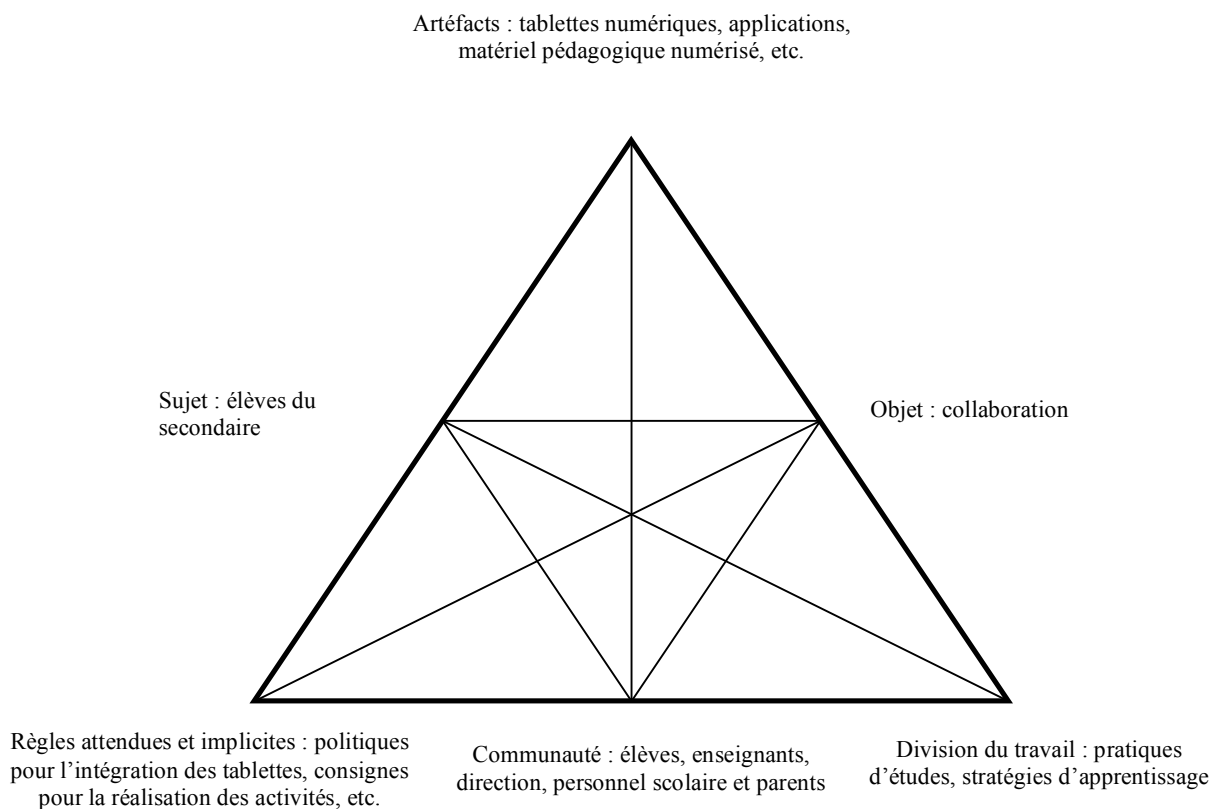 Artéfacts : tablettes numériques, applications,
matériel pédagogique numérisé, etc.
Sujet : élèves du
secondaire
Objet : collaboration
Règles attendues et implicites : politiques
pour l’intégration des tablettes, consignes
pour la réalisation des activités, etc.
Communauté : élèves, enseignants,
direction, personnel scolaire et parents
Division du travail : pratiques
d’études, stratégies d’apprentissage